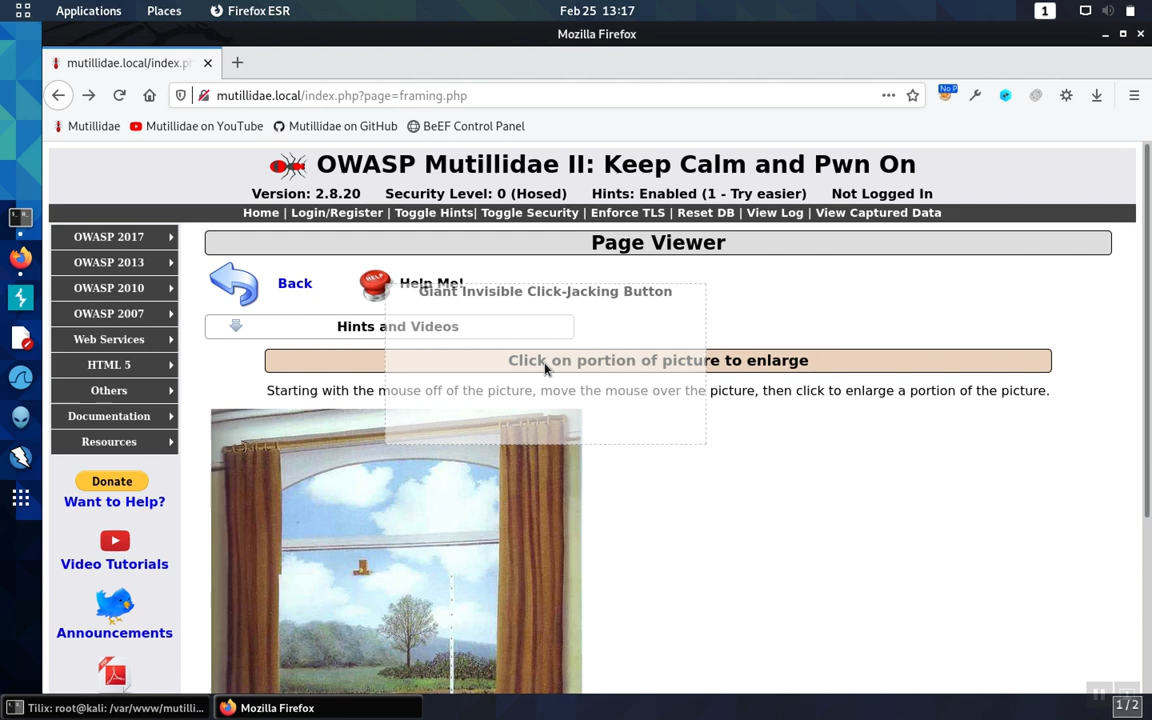 Applications Places Firefox ESR Feb 25 13:17 1
Mozilla Firefox
mutillidae.local/index.p
mutillidae.local/index.php?page=framing.php No P
Mutillidae Mutillidae on YouTube Mutillidae on GitHub BeEF Control Panel
OWASP Mutillidae II: Keep Calm and Pwn On
Version: 2.8.20 Security Level: 0 (Hosed) Hints: Enabled (1 - Try easier) Not Logged In
Home | Login/Register | Toggle Hints| Toggle Security | Enforce TLS | Reset DB | View Log | View Captured Data
OWASP 2017
OWASP 2013
OWASP 2010
OWASP 2007
Web Services
HTML 5
Others
Documentation
Resources
Donate
Want to Help?
Video Tutorials
Announcements
Page Viewer
Back HELP Help Me!
Giant Invisible Click-Jacking Button
Hints and Videos
Click on portion of picture to enlarge
Starting with the mouse off of the picture, move the mouse over the picture, then click to enlarge a portion of the picture.
Tilix: root@kali: /var/www/mutilli... Mozilla Firefox 1/2